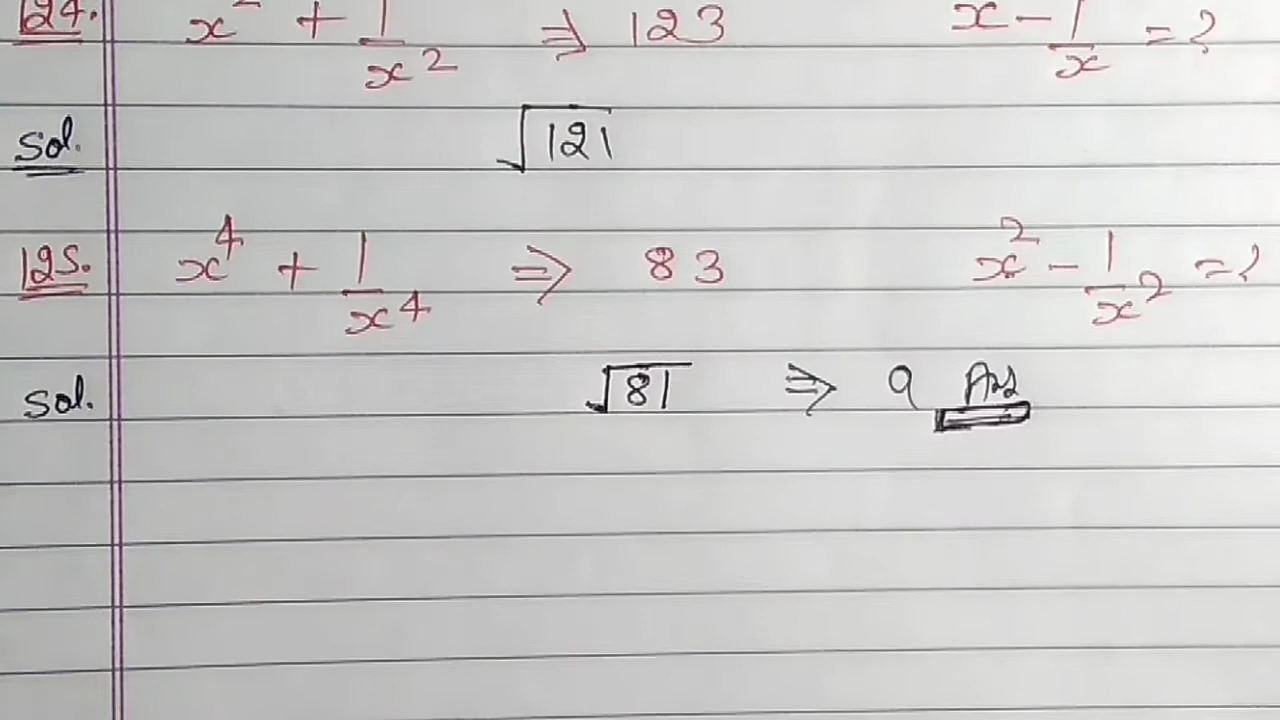 124. x² + 1/x² ⇒ 123 x - 1/x = ?
Sol. √121
125. x⁴ + 1/x⁴ ⇒ 83 x² - 1/x² = ?
Sol. √81 ⇒ 9 Ans